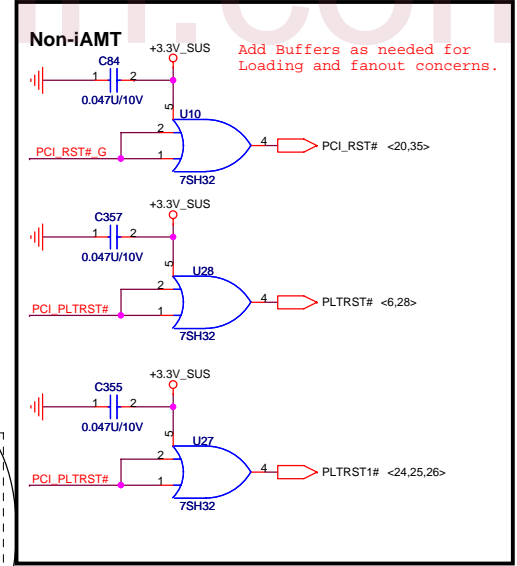 Non-iAMT
+3.3V_SUS
Add Buffers as needed for
Loading and fanout concerns.
C84
1 2
0.047U/10V
5
U10
2
PCI_RST#_G
1
4
PCI_RST# <20,35>
7SH32
+3.3V_SUS
C357
1 2
0.047U/10V
5
U28
2
PCI_PLTRST#
1
4
PLTRST# <6,28>
7SH32
+3.3V_SUS
C355
1 2
0.047U/10V
5
U27
2
PCI_PLTRST#
1
4
PLTRST1# <24,25,26>
7SH32